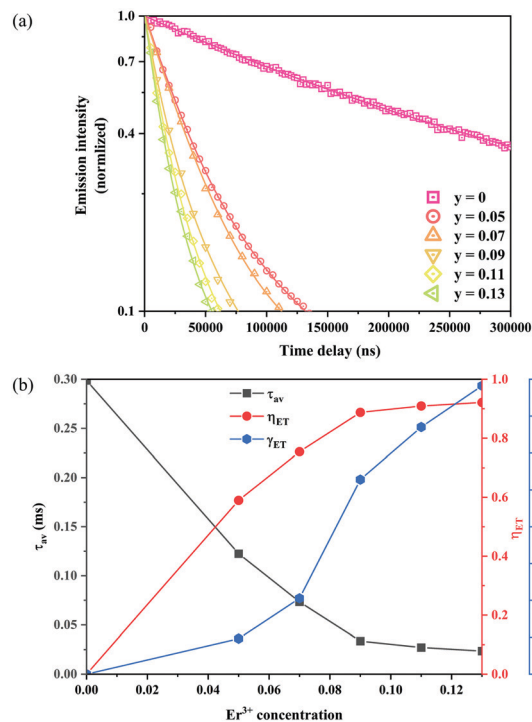 (a)
1.0
0.7
0.4
0.1
Emission intensity
(normlized)
y = 0
y = 0.05
y = 0.07
y = 0.09
y = 0.11
y = 0.13
0 50000 100000 150000 200000 250000 300000
Time delay (ns)
(b)
0.30
0.25
0.20
0.15
0.10
0.05
0.00
τav (ms)
τav
ηET
γET
1.0
0.8
0.6
0.4
0.2
0.0
ηET
0.00 0.02 0.04 0.06 0.08 0.10 0.12
Er³⁺ concentration